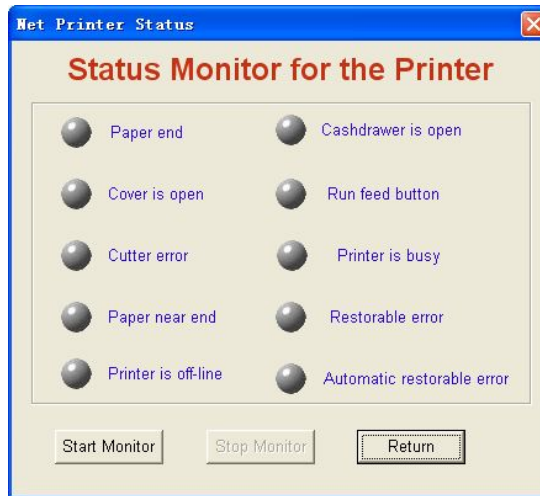 Net Printer Status
Status Monitor for the Printer
Paper end
Cashdrawer is open
Cover is open
Run feed button
Cutter error
Printer is busy
Paper near end
Restorable error
Printer is off-line
Automatic restorable error
Start Monitor
Stop Monitor
Return